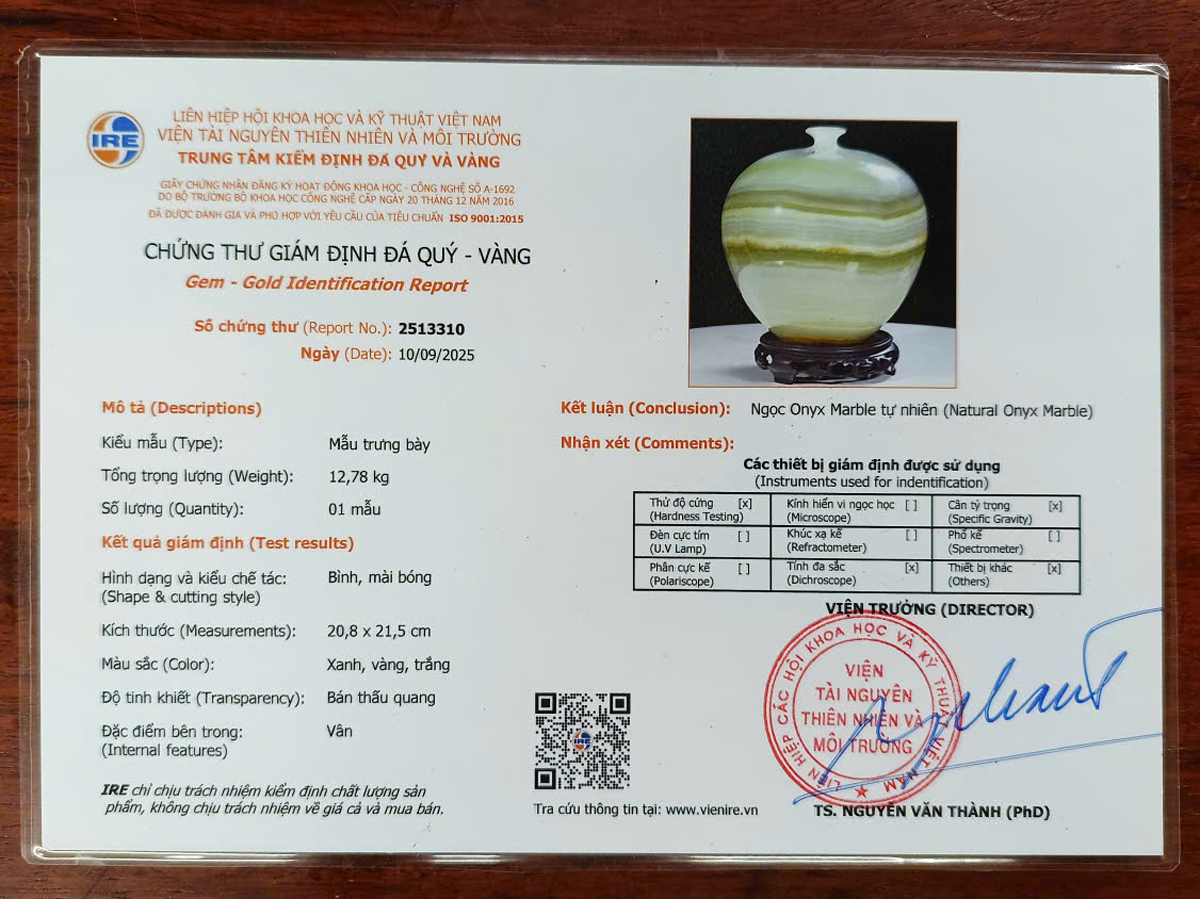 IRE
LIÊN HIỆP HỘI KHOA HỌC VÀ KỸ THUẬT VIỆT NAM
VIỆN TÀI NGUYÊN THIÊN NHIÊN VÀ MÔI TRƯỜNG
TRUNG TÂM KIỂM ĐỊNH ĐÁ QUÝ VÀ VÀNG
GIẤY CHỨNG NHẬN ĐĂNG KÝ HOẠT ĐỘNG KHOA HỌC - CÔNG NGHỆ SỐ A-1692
DO BỘ TRƯỞNG BỘ KHOA HỌC CÔNG NGHỆ CẤP NGÀY 20 THÁNG 12 NĂM 2016
ĐÃ ĐƯỢC ĐÁNH GIÁ VÀ PHÙ HỢP VỚI YÊU CẦU CỦA TIÊU CHUẨN ISO 9001:2015
CHỨNG THƯ GIÁM ĐỊNH ĐÁ QUÝ - VÀNG
Gem - Gold Identification Report
Số chứng thư (Report No.): 2513310
Ngày (Date): 10/09/2025
Mô tả (Descriptions)
Kiểu mẫu (Type): Mẫu trưng bày
Tổng trọng lượng (Weight): 12,78 kg
Số lượng (Quantity): 01 mẫu
Kết quả giám định (Test results)
Hình dạng và kiểu chế tác: Bình, mài bóng
(Shape & cutting style)
Kích thước (Measurements): 20,8 x 21,5 cm
Màu sắc (Color): Xanh, vàng, trắng
Độ tinh khiết (Transparency): Bán thấu quang
Đặc điểm bên trong: Vân
(Internal features)
IRE chỉ chịu trách nhiệm kiểm định chất lượng sản
phẩm, không chịu trách nhiệm về giá cả và mua bán.
Kết luận (Conclusion): Ngọc Onyx Marble tự nhiên (Natural Onyx Marble)
Nhận xét (Comments):
Các thiết bị giám định được sử dụng
(Instruments used for indentification)
Thử độ cứng [x] Kính hiển vi ngọc học [ ] Cân tỷ trọng [x]
(Hardness Testing) (Microscope) (Specific Gravity)
Đèn cực tím [ ] Khúc xạ kế [ ] Phổ kế [ ]
(U.V Lamp) (Refractometer) (Spectrometer)
Phân cực kế [ ] Tính đa sắc [x] Thiết bị khác [x]
(Polariscope) (Dichroscope) (Others)
VIỆN TRƯỞNG (DIRECTOR)
LIÊN HIỆP CÁC HỘI KHOA HỌC VÀ KỸ THUẬT VIỆT NAM
VIỆN
TÀI NGUYÊN
THIÊN NHIÊN VÀ
MÔI TRƯỜNG
IRE
Tra cứu thông tin tại: www.vienire.vn
TS. NGUYỄN VĂN THÀNH (PhD)